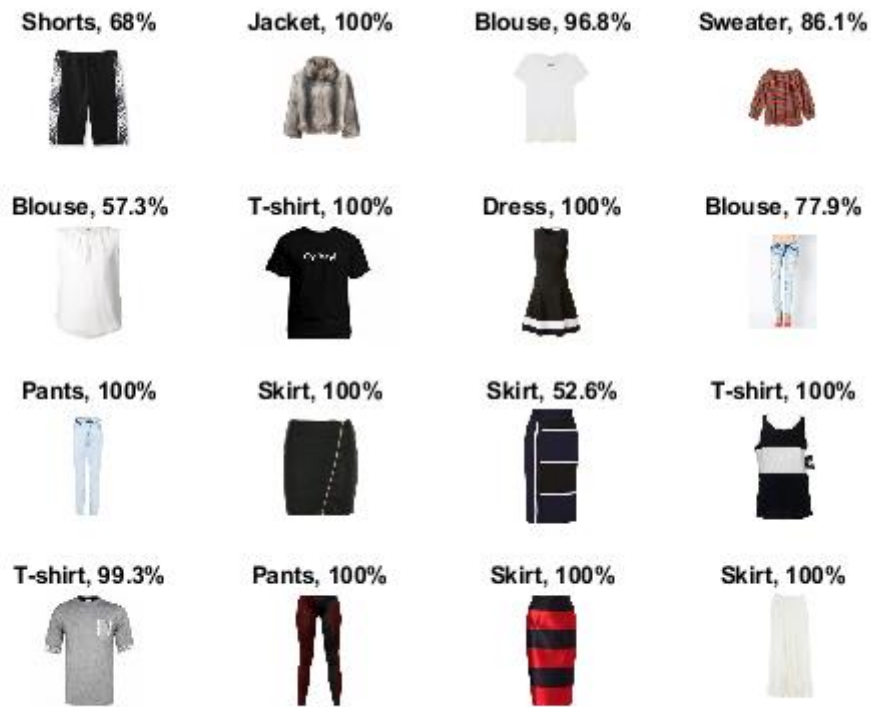 Shorts, 68%
Jacket, 100%
Blouse, 96.8%
Sweater, 86.1%
Blouse, 57.3%
T-shirt, 100%
Dress, 100%
Blouse, 77.9%
Pants, 100%
Skirt, 100%
Skirt, 52.6%
T-shirt, 100%
T-shirt, 99.3%
Pants, 100%
Skirt, 100%
Skirt, 100%